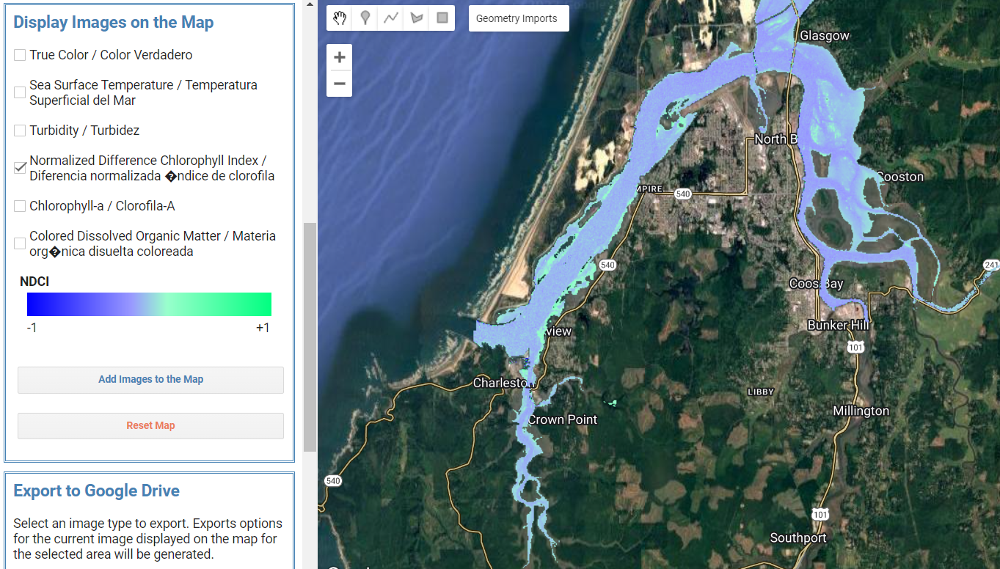 Display Images on the Map
True Color / Color Verdadero
Sea Surface Temperature / Temperatura
Superficial del Mar
Turbidity / Turbidez
Normalized Difference Chlorophyll Index /
Diferencia normalizada �ndice de clorofila
Chlorophyll-a / Clorofila-A
Colored Dissolved Organic Matter / Materia
org�nica disuelta coloreada
NDCI
-1 +1
Add Images to the Map
Reset Map
Export to Google Drive
Select an image type to export. Exports options
for the current image displayed on the map for
the selected area will be generated.
Geometry Imports
Glasgow
North B
Cooston
MPIRE
540
540
241
Coos Bay
Bunker Hill
view
101
Charleston
LIBBY
Millington
Crown Point
540
101
Southport